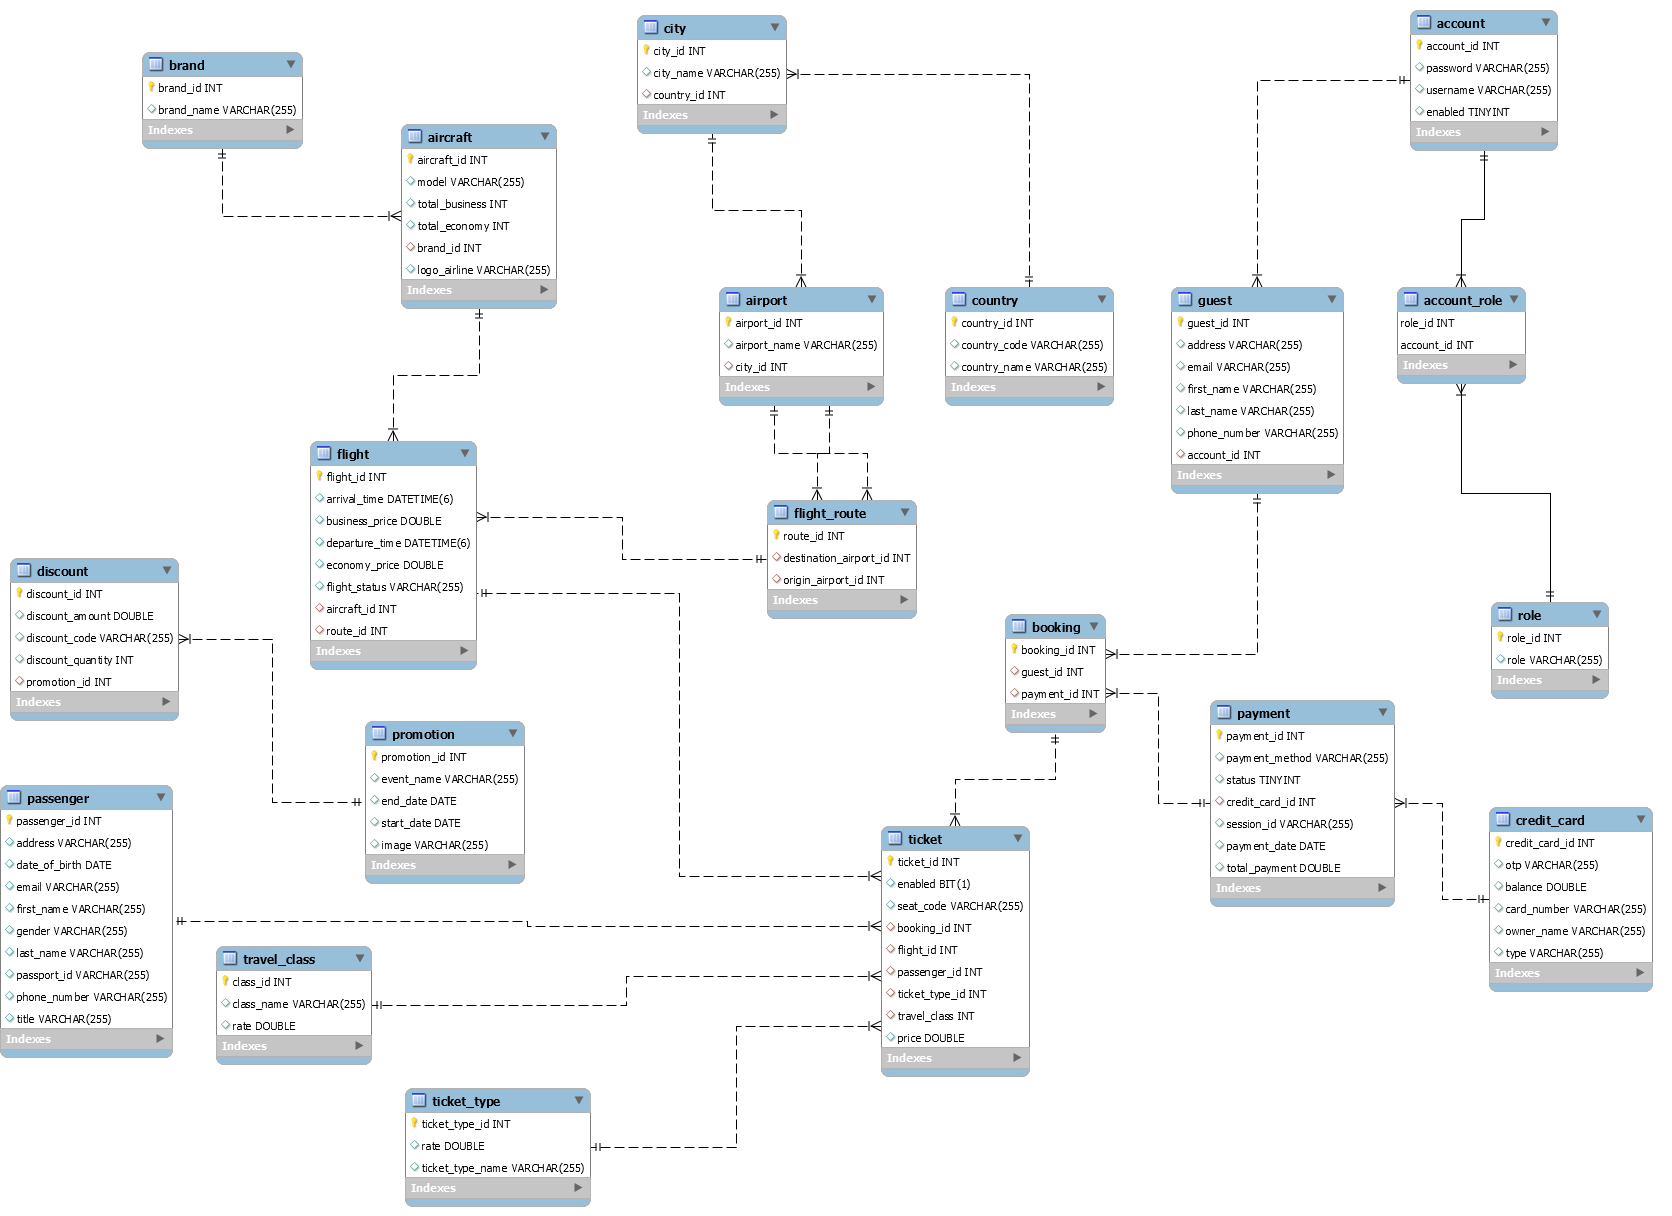 brand
brand_id INT
brand_name VARCHAR(255)
Indexes
aircraft
aircraft_id INT
model VARCHAR(255)
total_business INT
total_economy INT
brand_id INT
logo_airline VARCHAR(255)
Indexes
city
city_id INT
city_name VARCHAR(255)
country_id INT
Indexes
account
account_id INT
password VARCHAR(255)
username VARCHAR(255)
enabled TINYINT
Indexes
airport
airport_id INT
airport_name VARCHAR(255)
city_id INT
Indexes
country
country_id INT
country_code VARCHAR(255)
country_name VARCHAR(255)
Indexes
guest
guest_id INT
address VARCHAR(255)
email VARCHAR(255)
first_name VARCHAR(255)
last_name VARCHAR(255)
phone_number VARCHAR(255)
account_id INT
Indexes
account_role
role_id INT
account_id INT
Indexes
flight
flight_id INT
arrival_time DATETIME(6)
business_price DOUBLE
departure_time DATETIME(6)
economy_price DOUBLE
flight_status VARCHAR(255)
aircraft_id INT
route_id INT
Indexes
flight_route
route_id INT
destination_airport_id INT
origin_airport_id INT
Indexes
discount
discount_id INT
discount_amount DOUBLE
discount_code VARCHAR(255)
discount_quantity INT
promotion_id INT
Indexes
booking
booking_id INT
guest_id INT
payment_id INT
Indexes
role
role_id INT
role VARCHAR(255)
Indexes
promotion
promotion_id INT
event_name VARCHAR(255)
end_date DATE
start_date DATE
image VARCHAR(255)
Indexes
payment
payment_id INT
payment_method VARCHAR(255)
status TINYINT
credit_card_id INT
session_id VARCHAR(255)
payment_date DATE
total_payment DOUBLE
Indexes
passenger
passenger_id INT
address VARCHAR(255)
date_of_birth DATE
email VARCHAR(255)
first_name VARCHAR(255)
gender VARCHAR(255)
last_name VARCHAR(255)
passport_id VARCHAR(255)
phone_number VARCHAR(255)
title VARCHAR(255)
Indexes
credit_card
credit_card_id INT
otp VARCHAR(255)
balance DOUBLE
card_number VARCHAR(255)
owner_name VARCHAR(255)
type VARCHAR(255)
Indexes
ticket
ticket_id INT
enabled BIT(1)
seat_code VARCHAR(255)
booking_id INT
flight_id INT
passenger_id INT
ticket_type_id INT
travel_class INT
price DOUBLE
Indexes
travel_class
class_id INT
class_name VARCHAR(255)
rate DOUBLE
Indexes
ticket_type
ticket_type_id INT
rate DOUBLE
ticket_type_name VARCHAR(255)
Indexes